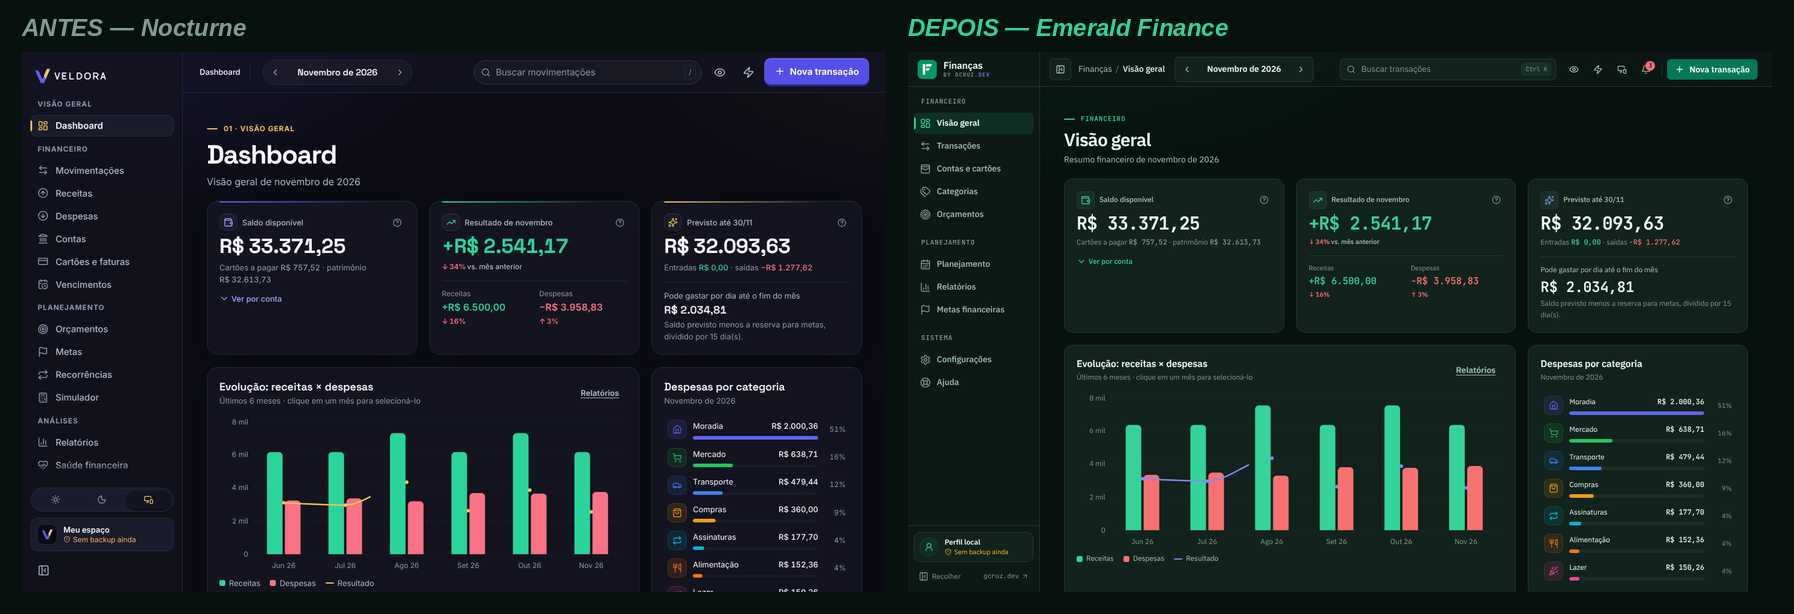 ANTES — Nocturne
VELDORA
VISÃO GERAL
Dashboard
FINANCEIRO
Movimentações
Receitas
Despesas
Contas
Cartões e faturas
Vencimentos
PLANEJAMENTO
Orçamentos
Metas
Recorrências
Simulador
ANÁLISES
Relatórios
Saúde financeira
Meu espaço
Sem backup ainda
Dashboard
Novembro de 2026
Buscar movimentações
/
+ Nova transação
01 · VISÃO GERAL
Dashboard
Visão geral de novembro de 2026
Saldo disponível
R$ 33.371,25
Cartões a pagar R$ 757,52 · patrimônio
R$ 32.613,73
Ver por conta
Resultado de novembro
+R$ 2.541,17
↓ 34% vs. mês anterior
Receitas
+R$ 6.500,00
↓ 16%
Despesas
−R$ 3.958,83
↑ 3%
Previsto até 30/11
R$ 32.093,63
Entradas R$ 0,00 · saídas −R$ 1.277,62
Pode gastar por dia até o fim do mês
R$ 2.034,81
Saldo previsto menos a reserva para metas,
dividido por 15 dia(s).
Evolução: receitas × despesas
Últimos 6 meses · clique em um mês para selecioná-lo
Relatórios
8 mil
6 mil
4 mil
2 mil
0
Jun 26
Jul 26
Ago 26
Set 26
Out 26
Nov 26
Receitas
Despesas
Resultado
Despesas por categoria
Novembro de 2026
Moradia R$ 2.000,36 51%
Mercado R$ 638,71 16%
Transporte R$ 479,44 12%
Compras R$ 360,00 9%
Assinaturas R$ 177,70 4%
Alimentação R$ 152,36 4%
Lazer R$ 150,26
DEPOIS — Emerald Finance
Finanças
BY GCRUZ.DEV
FINANCEIRO
Visão geral
Transações
Contas e cartões
Categorias
Orçamentos
PLANEJAMENTO
Planejamento
Relatórios
Metas financeiras
SISTEMA
Configurações
Ajuda
Perfil local
Sem backup ainda
Recolher
gcruz.dev ↗
Finanças / Visão geral
Novembro de 2026
Buscar transações
Ctrl K
3
+ Nova transação
FINANCEIRO
Visão geral
Resumo financeiro de novembro de 2026
Saldo disponível
R$ 33.371,25
Cartões a pagar R$ 757,52 · patrimônio R$ 32.613,73
Ver por conta
Resultado de novembro
+R$ 2.541,17
↓ 34% vs. mês anterior
Receitas
+R$ 6.500,00
↓ 16%
Despesas
-R$ 3.958,83
↑ 3%
Previsto até 30/11
R$ 32.093,63
Entradas R$ 0,00 · saídas -R$ 1.277,62
Pode gastar por dia até o fim do mês
R$ 2.034,81
Saldo previsto menos a reserva para metas, dividido por 15
dia(s).
Evolução: receitas × despesas
Últimos 6 meses · clique em um mês para selecioná-lo
Relatórios
8 mil
6 mil
4 mil
2 mil
0
Jun 26
Jul 26
Ago 26
Set 26
Out 26
Nov 26
Receitas
Despesas
Resultado
Despesas por categoria
Novembro de 2026
Moradia R$ 2.000,36 51%
Mercado R$ 638,71 16%
Transporte R$ 479,44 12%
Compras R$ 360,00 9%
Assinaturas R$ 177,70 4%
Alimentação R$ 152,36 4%
Lazer R$ 150,26 4%